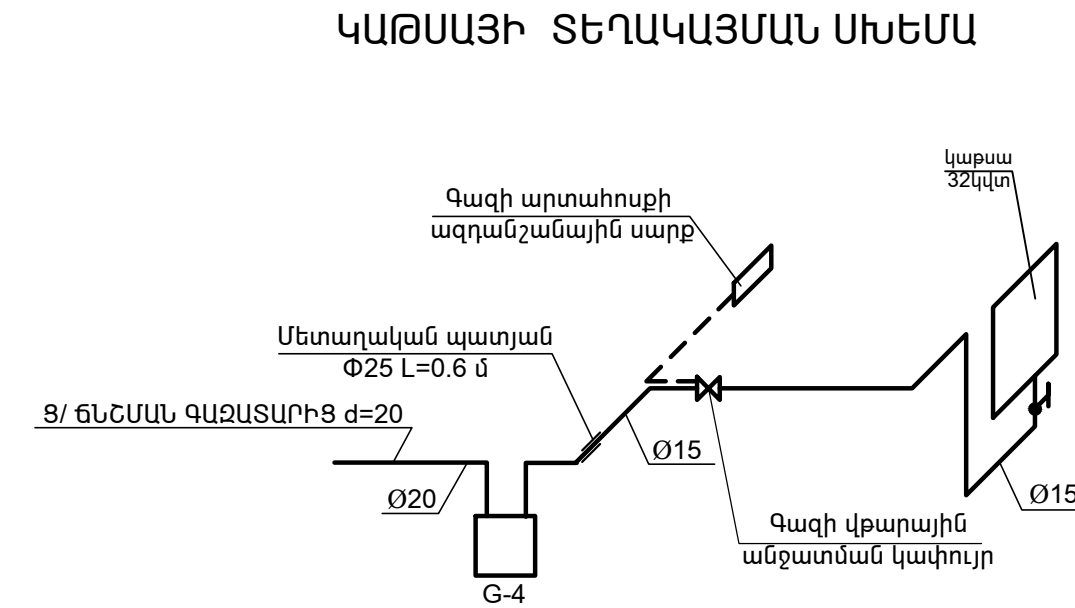 ԿԱԹՍԱՅԻ ՏԵՂԱԿԱՅՄԱՆ ՍԽԵՄԱ
կաթսա
32կվտ
Գազի արտահոսքի
ազդանշանային սարք
Մետաղական պատյան
Φ25 L=0.6 մ
Ց/ ՃՆՇՄԱՆ ԳԱԶԱՏԱՐԻՑ d=20
Ø15
Ø20
Ø15
Գազի վթարային
անջատման կափույր
G-4